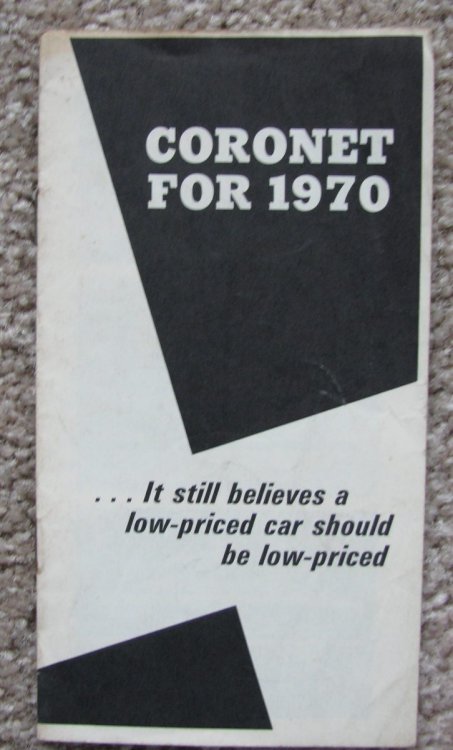 CORONET
FOR 1970
. . . It still believes a
low-priced car should
be low-priced